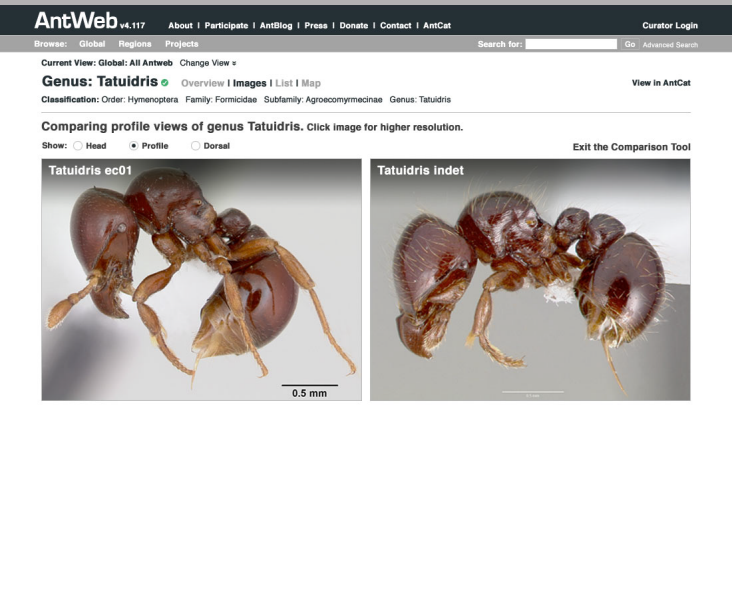 AntWeb v4.117 About | Participate | AntBlog | Press | Donate | Contact | AntCat Curator Login
Browse: Global Regions Projects Search for: Go Advanced Search
Current View: Global: All Antweb Change View
Genus: Tatuidris Overview | Images | List | Map View in AntCat
Classification: Order: Hymenoptera Family: Formicidae Subfamily: Agroecomyrmecinae Genus: Tatuidris
Comparing profile views of genus Tatuidris. Click image for higher resolution.
Show: Head Profile Dorsal Exit the Comparison Tool
Tatuidris ec01 Tatuidris indet
0.5 mm